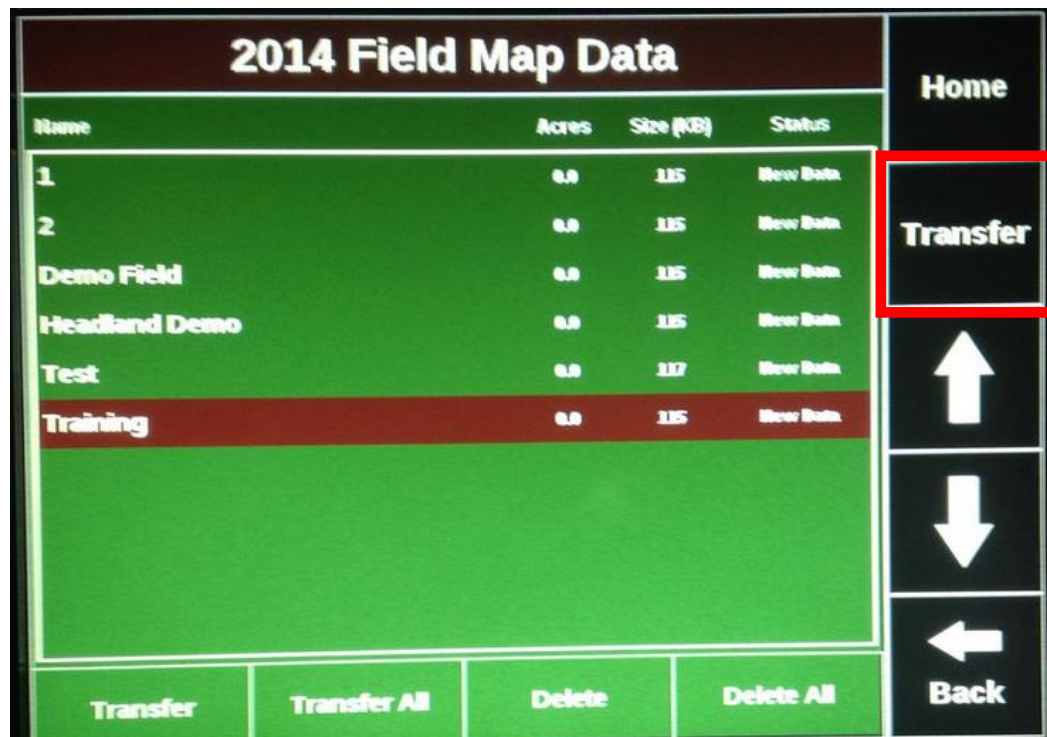 2014 Field Map Data
Home
Name Acres Size (KB) Status
1 0.0 115 New Data
2 0.0 115 New Data
Demo Field 0.0 115 New Data
Headland Demo 0.0 115 New Data
Test 0.0 117 New Data
Training 0.0 115 New Data
Transfer
Transfer Transfer All Delete Delete All
Back